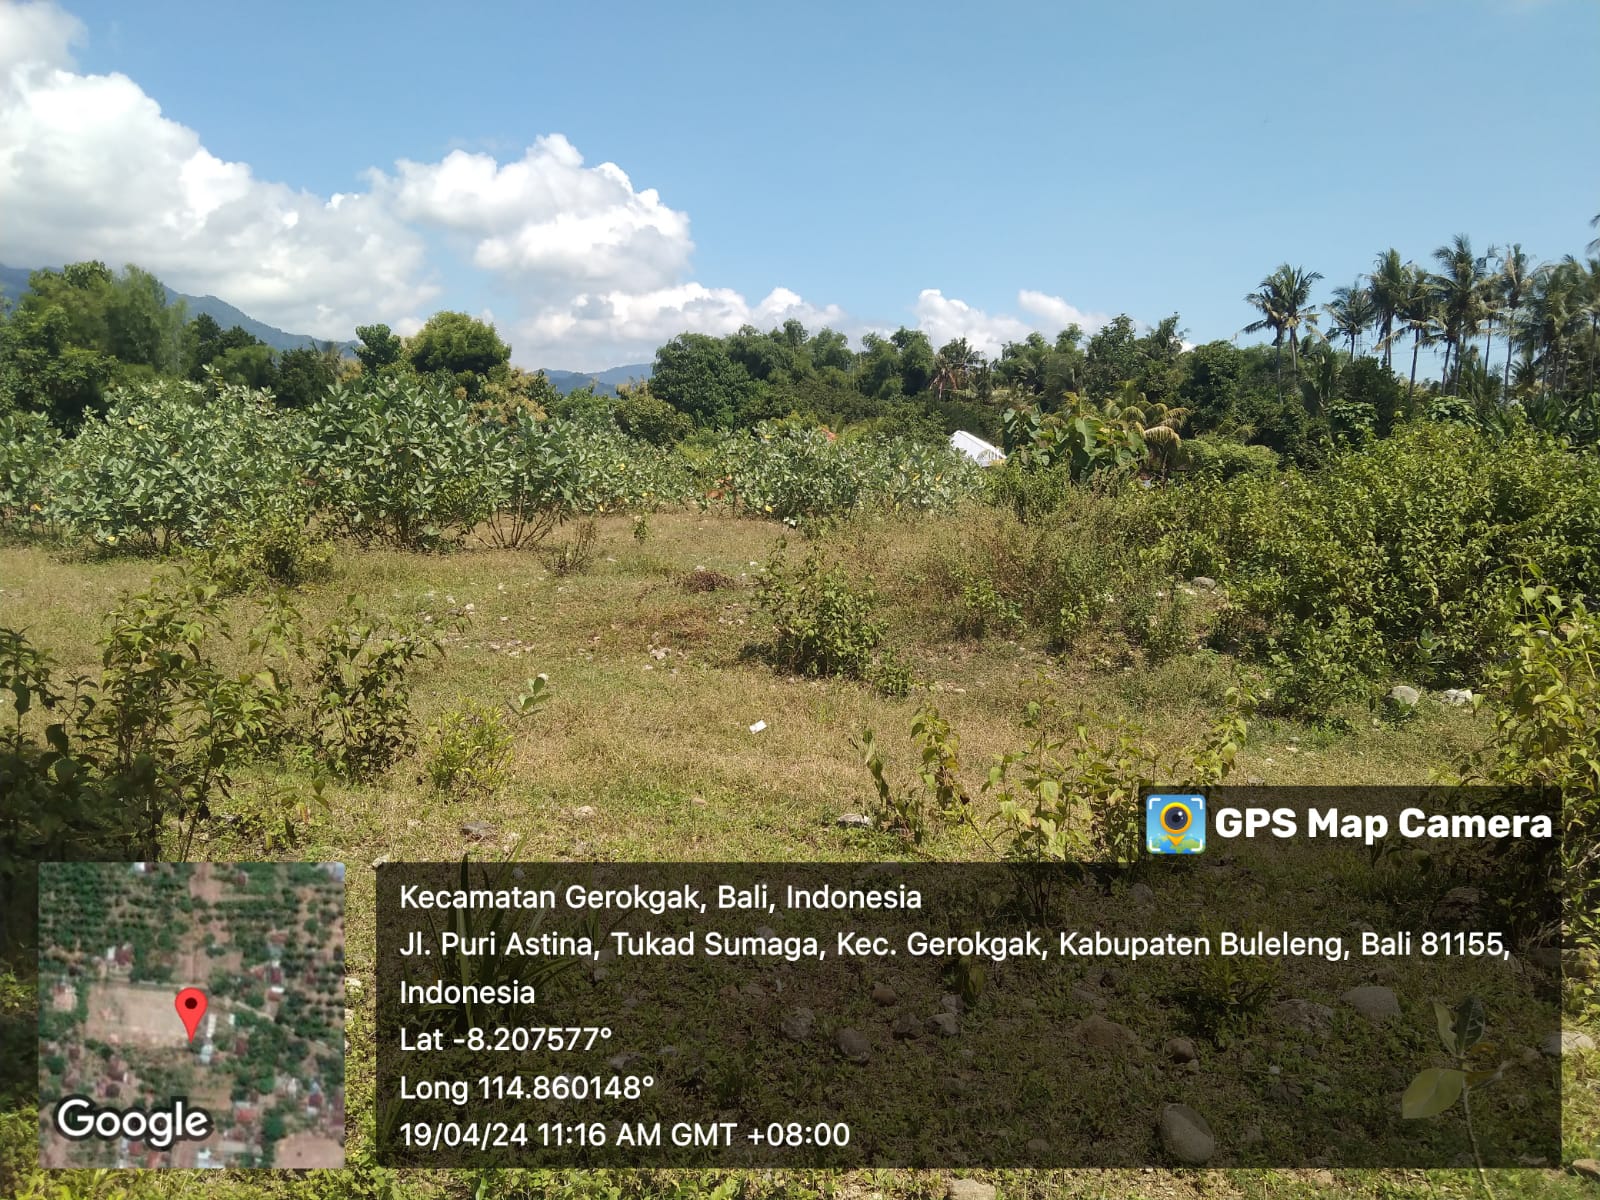 GPS Map Camera
Kecamatan Gerokgak, Bali, Indonesia
Jl. Puri Astina, Tukad Sumaga, Kec. Gerokgak, Kabupaten Buleleng, Bali 81155,
Indonesia
Lat -8.207577°
Long 114.860148°
19/04/24 11:16 AM GMT +08:00
Google